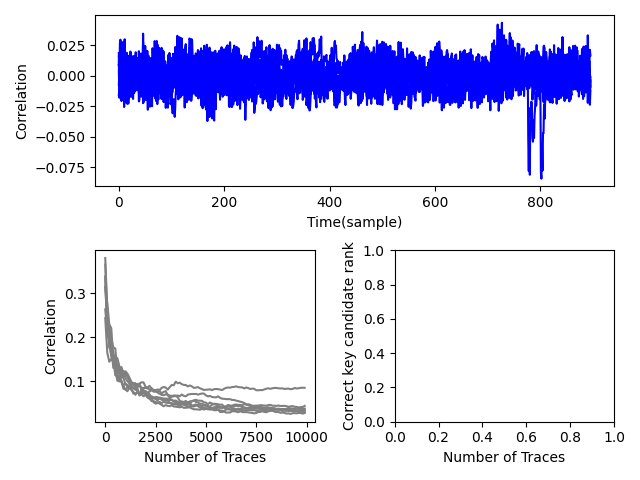 0.025
0.000
−0.025
−0.050
−0.075
Correlation
0 200 400 600 800
Time(sample)
0.3
0.2
0.1
Correlation
0 2500 5000 7500 10000
Number of Traces
1.0
0.8
0.6
0.4
0.2
0.0
Correct key candidate rank
0.0 0.2 0.4 0.6 0.8 1.0
Number of Traces